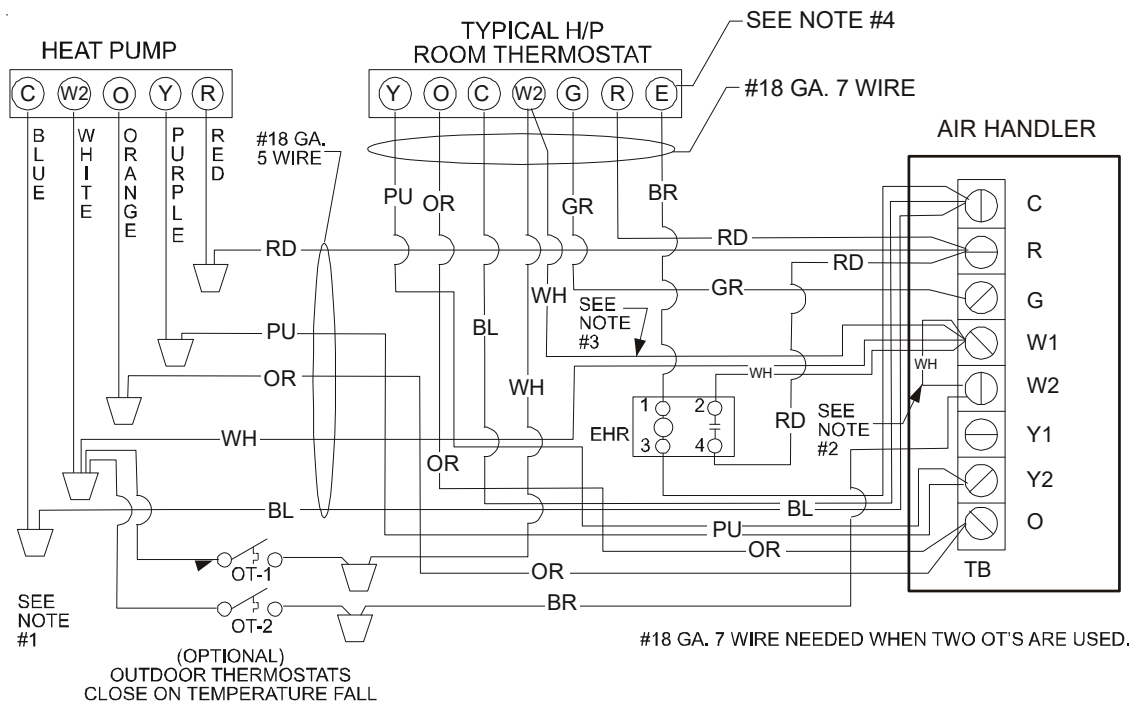 HEAT PUMP
C W2 O Y R
BLUE
WHITE
ORANGE
PURPLE
RED
#18 GA.
5 WIRE
TYPICAL H/P
ROOM THERMOSTAT
Y O C W2 G R E
SEE NOTE #4
#18 GA. 7 WIRE
AIR HANDLER
PU
OR
GR
BR
RD
RD
RD
GR
WH
SEE
NOTE
#3
BL
PU
OR
WH
WH
WH
C
R
G
W1
W2
Y1
Y2
O
TB
1 2
EHR
3 4
RD
SEE
NOTE
#2
WH
OR
BL
BL
PU
OR
OR
BR
OT-1
OT-2
SEE
NOTE
#1
(OPTIONAL)
OUTDOOR THERMOSTATS
CLOSE ON TEMPERATURE FALL
#18 GA. 7 WIRE NEEDED WHEN TWO OT'S ARE USED.